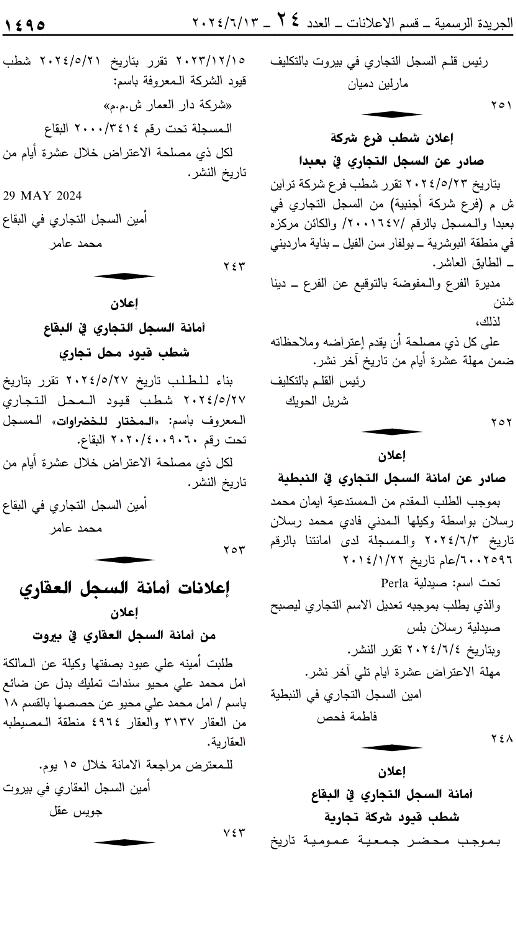 الجريدة الرسمية ــ قسم الاعلانات ــ العدد ٢٤ ــ ٢٠٢٤/٦/١٣
١٤٩٥
رئيس قلم السجل التجاري في بيروت بالتكليف
مارلين دميان
٢٥١
إعلان شطب فرع شركة
صادر عن السجل التجاري في بعبدا
بتاريخ ٢٠٢٤/٥/٢٣ تقرر شطب فرع شركة تراين
ش م (فرع شركة أجنبية) من السجل التجاري في
بعبدا والمسجل بالرقم /٢٠٠١٦٤٧/ والكائن مركزه
في منطقة البوشرية ــ بولفار سن الفيل ــ بناية مارديني
ــ الطابق العاشر.
مديرة الفرع والمفوضة بالتوقيع عن الفرع ــ دينا
شنن
لذلك،
على كل ذي مصلحة أن يقدم إعتراضه وملاحظاته
ضمن مهلة عشرة أيام من تاريخ آخر نشر.
رئيس القلم بالتكليف
شربل الحويك
٢٥٢
إعلان
صادر عن امانة السجل التجاري في النبطية
بموجب الطلب المقدم من المستدعية ايمان محمد
رسلان بواسطة وكيلها المدني فادي محمد رسلان
تاريخ ٢٠٢٤/٦/٣ والمسجلة لدى امانتنا بالرقم
٦٠٠٢٥٩٦/عام تاريخ ٢٠١٤/١/٢٢
تحت اسم: صيدلية Perla
والذي يطلب بموجبه تعديل الاسم التجاري ليصبح
صيدلية رسلان بلس
وبتاريخ ٢٠٢٤/٦/٤ تقرر النشر.
مهلة الاعتراض عشرة ايام تلي آخر نشر.
امين السجل التجاري في النبطية
فاطمة فحص
٢٤٨
إعلان
أمانة السجل التجاري في البقاع
شطب قيود شركة تجارية
بموجب محضر جمعية عمومية تاريخ
٢٠٢٣/١٢/١٥ تقرر بتاريخ ٢٠٢٤/٥/٢١ شطب
قيود الشركة المعروفة باسم:
«شركة دار العمار ش.م.م»
المسجلة تحت رقم ٢٠٠٠/٣٤١٤ البقاع
لكل ذي مصلحة الاعتراض خلال عشرة أيام من
تاريخ النشر.
29 MAY 2024
أمين السجل التجاري في البقاع
محمد عامر
٢٤٣
إعلان
أمانة السجل التجاري في البقاع
شطب قيود محل تجاري
بناء للطلب تاريخ ٢٠٢٤/٥/٢٧ تقرر بتاريخ
٢٠٢٤/٥/٢٧ شطب قيود المحل التجاري
المعروف باسم: «المختار للخضراوات» المسجل
تحت رقم ٢٠٢٠/٤٠٠٩٠٦٠ البقاع.
لكل ذي مصلحة الاعتراض خلال عشرة أيام من
تاريخ النشر.
أمين السجل التجاري في البقاع
محمد عامر
٢٥٣
إعلانات أمانة السجل العقاري
إعلان
من أمانة السجل العقاري في بيروت
طلبت أمينه علي عبود بصفتها وكيلة عن المالكة
امل محمد علي محيو سندات تمليك بدل عن ضائع
باسم / امل محمد علي محيو عن حصصها بالقسم ١٨
من العقار ٣١٣٧ والعقار ٤٩٦٤ منطقة المصيطبه
العقارية.
للمعترض مراجعة الامانة خلال ١٥ يوم.
أمين السجل العقاري في بيروت
جويس عقل
٧٤٣